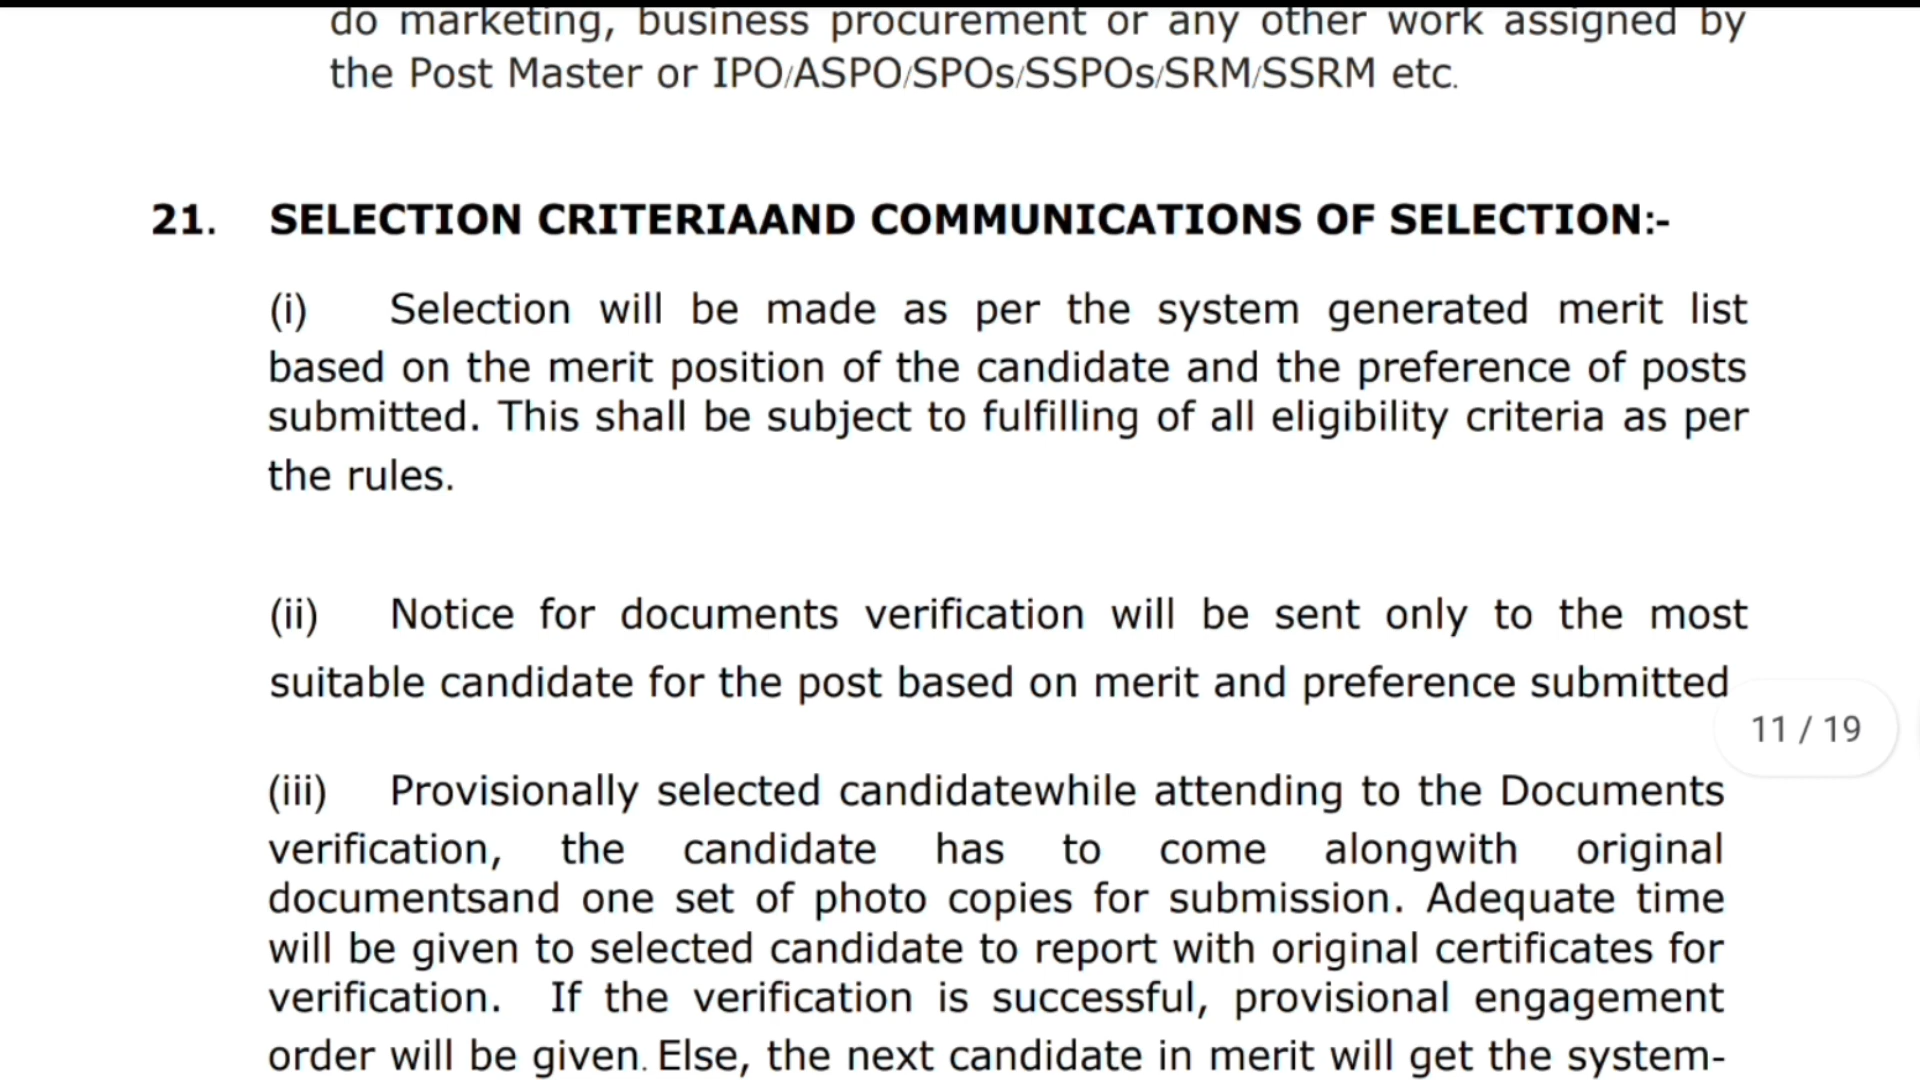 do marketing, business procurement or any other work assigned by
the Post Master or IPO/ASPO/SPOs/SSPOs/SRM/SSRM etc.
21. SELECTION CRITERIAAND COMMUNICATIONS OF SELECTION:-
(i) Selection will be made as per the system generated merit list
based on the merit position of the candidate and the preference of posts
submitted. This shall be subject to fulfilling of all eligibility criteria as per
the rules.
(ii) Notice for documents verification will be sent only to the most
suitable candidate for the post based on merit and preference submitted
11 / 19
(iii) Provisionally selected candidatewhile attending to the Documents
verification, the candidate has to come alongwith original
documentsand one set of photo copies for submission. Adequate time
will be given to selected candidate to report with original certificates for
verification. If the verification is successful, provisional engagement
order will be given. Else, the next candidate in merit will get the system-